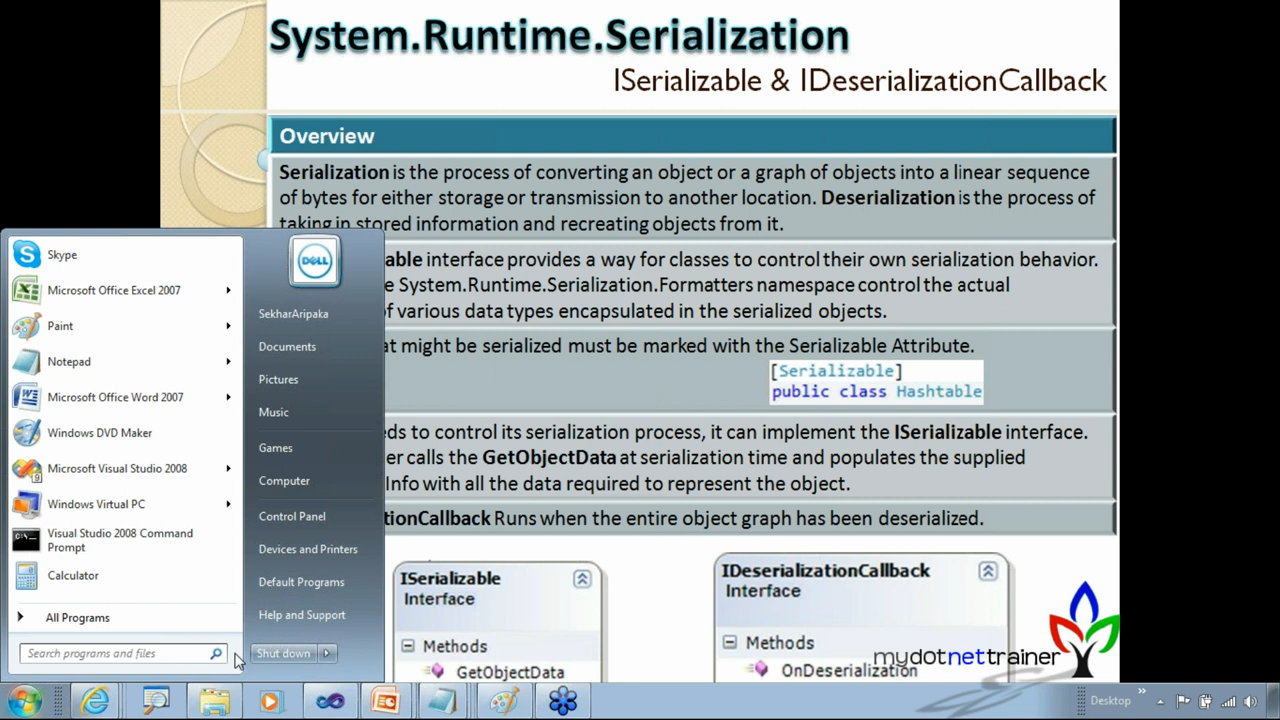 System.Runtime.Serialization
ISerializable & IDeserializationCallback
Overview
Serialization is the process of converting an object or a graph of objects into a linear sequence
of bytes for either storage or transmission to another location. Deserialization is the process of
taking in stored information and recreating objects from it.
able interface provides a way for classes to control their own serialization behavior.
e System.Runtime.Serialization.Formatters namespace control the actual
of various data types encapsulated in the serialized objects.
at might be serialized must be marked with the Serializable Attribute.
[Serializable]
public class Hashtable
ds to control its serialization process, it can implement the ISerializable interface.
er calls the GetObjectData at serialization time and populates the supplied
Info with all the data required to represent the object.
tionCallback Runs when the entire object graph has been deserialized.
ISerializable
Interface
Methods
GetObjectData
IDeserializationCallback
Interface
Methods
OnDeserialization
mydotnettrainer
Skype
Microsoft Office Excel 2007
Paint
Notepad
Microsoft Office Word 2007
Windows DVD Maker
Microsoft Visual Studio 2008
Windows Virtual PC
Visual Studio 2008 Command
Prompt
Calculator
All Programs
Search programs and files
DELL
SekharAripaka
Documents
Pictures
Music
Games
Computer
Control Panel
Devices and Printers
Default Programs
Help and Support
Shut down
Desktop